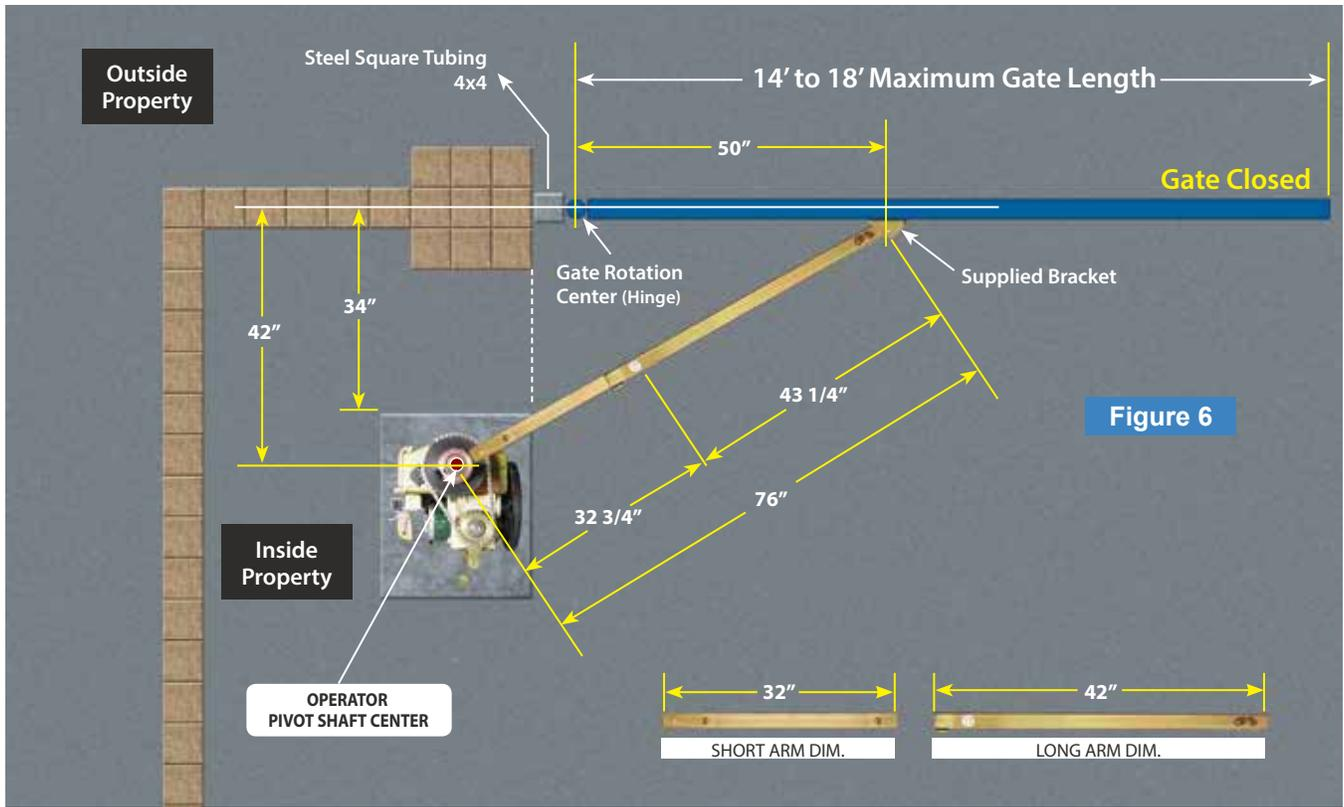 Outside
Property
Steel Square Tubing
4x4
14’ to 18’ Maximum Gate Length
50”
Gate Closed
Gate Rotation
Center (Hinge)
Supplied Bracket
34”
42”
43 1/4”
Figure 6
76”
32 3/4”
Inside
Property
OPERATOR
PIVOT SHAFT CENTER
32”
42”
SHORT ARM DIM.
LONG ARM DIM.